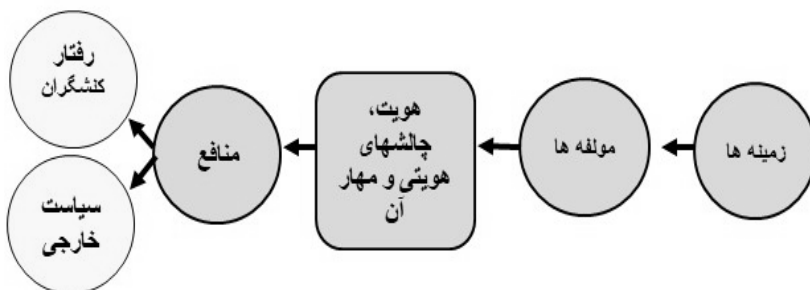 زمینه ها
مولفه ها
هویت،
چالشهای
هویتی و مهار
آن
منافع
رفتار
کنشگران
سیاست
خارجی